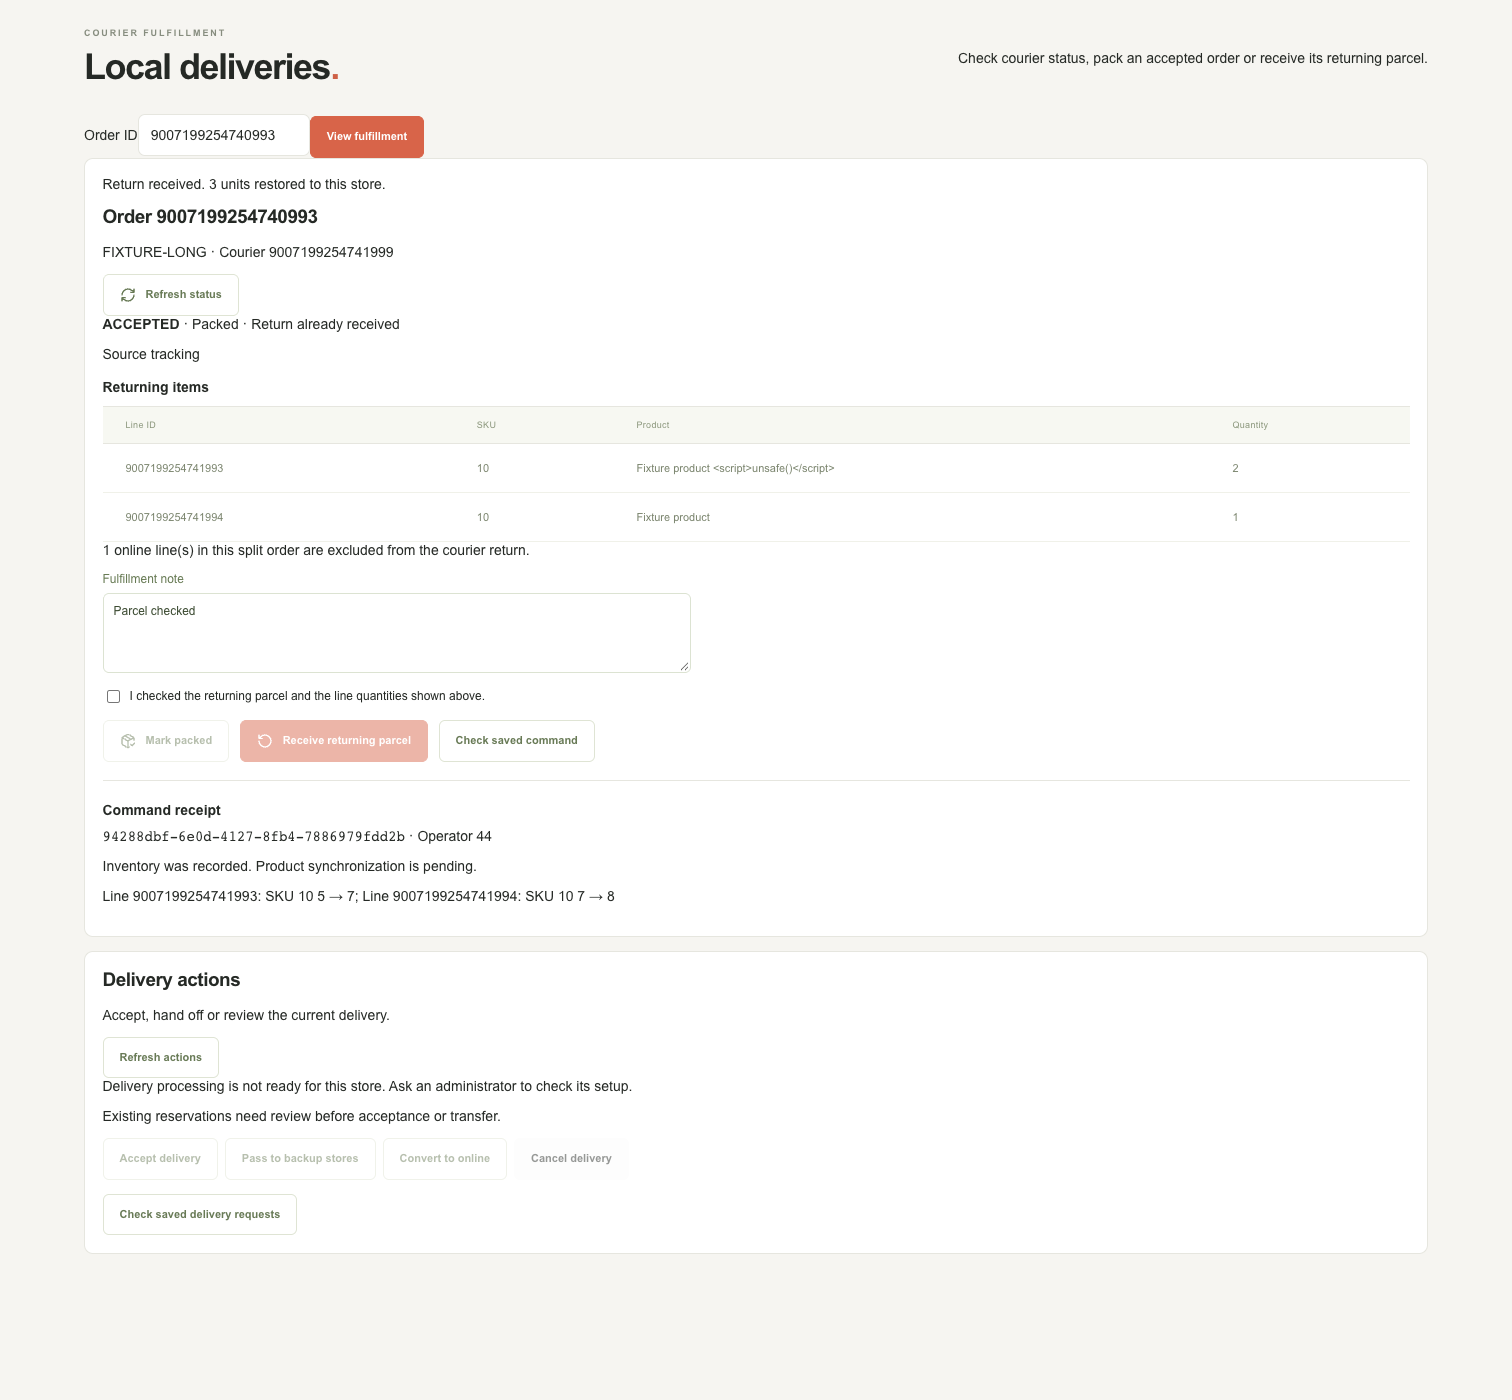 COURIER FULFILLMENT
Local deliveries.
Check courier status, pack an accepted order or receive its returning parcel.
Order ID 9007199254740993 View fulfillment
Return received. 3 units restored to this store.
Order 9007199254740993
FIXTURE-LONG · Courier 9007199254741999
Refresh status
ACCEPTED · Packed · Return already received
Source tracking
Returning items
Line ID SKU Product Quantity
9007199254741993 10 Fixture product <script>unsafe()</script> 2
9007199254741994 10 Fixture product 1
1 online line(s) in this split order are excluded from the courier return.
Fulfillment note
Parcel checked
I checked the returning parcel and the line quantities shown above.
Mark packed Receive returning parcel Check saved command
Command receipt
94288dbf-6e0d-4127-8fb4-7886979fdd2b · Operator 44
Inventory was recorded. Product synchronization is pending.
Line 9007199254741993: SKU 10 5 → 7; Line 9007199254741994: SKU 10 7 → 8
Delivery actions
Accept, hand off or review the current delivery.
Refresh actions
Delivery processing is not ready for this store. Ask an administrator to check its setup.
Existing reservations need review before acceptance or transfer.
Accept delivery Pass to backup stores Convert to online Cancel delivery
Check saved delivery requests